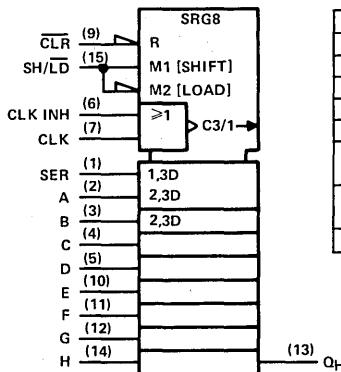 SRG8
CLR (9) R
SH/LD (15) M1 [SHIFT]
M2 [LOAD]
CLK INH (6) ≥1
CLK (7) C3/1
SER (1) 1,3D
A (2) 2,3D
B (3) 2,3D
C (4)
D (5)
E (10)
F (11)
G (12)
H (14) (13) QH